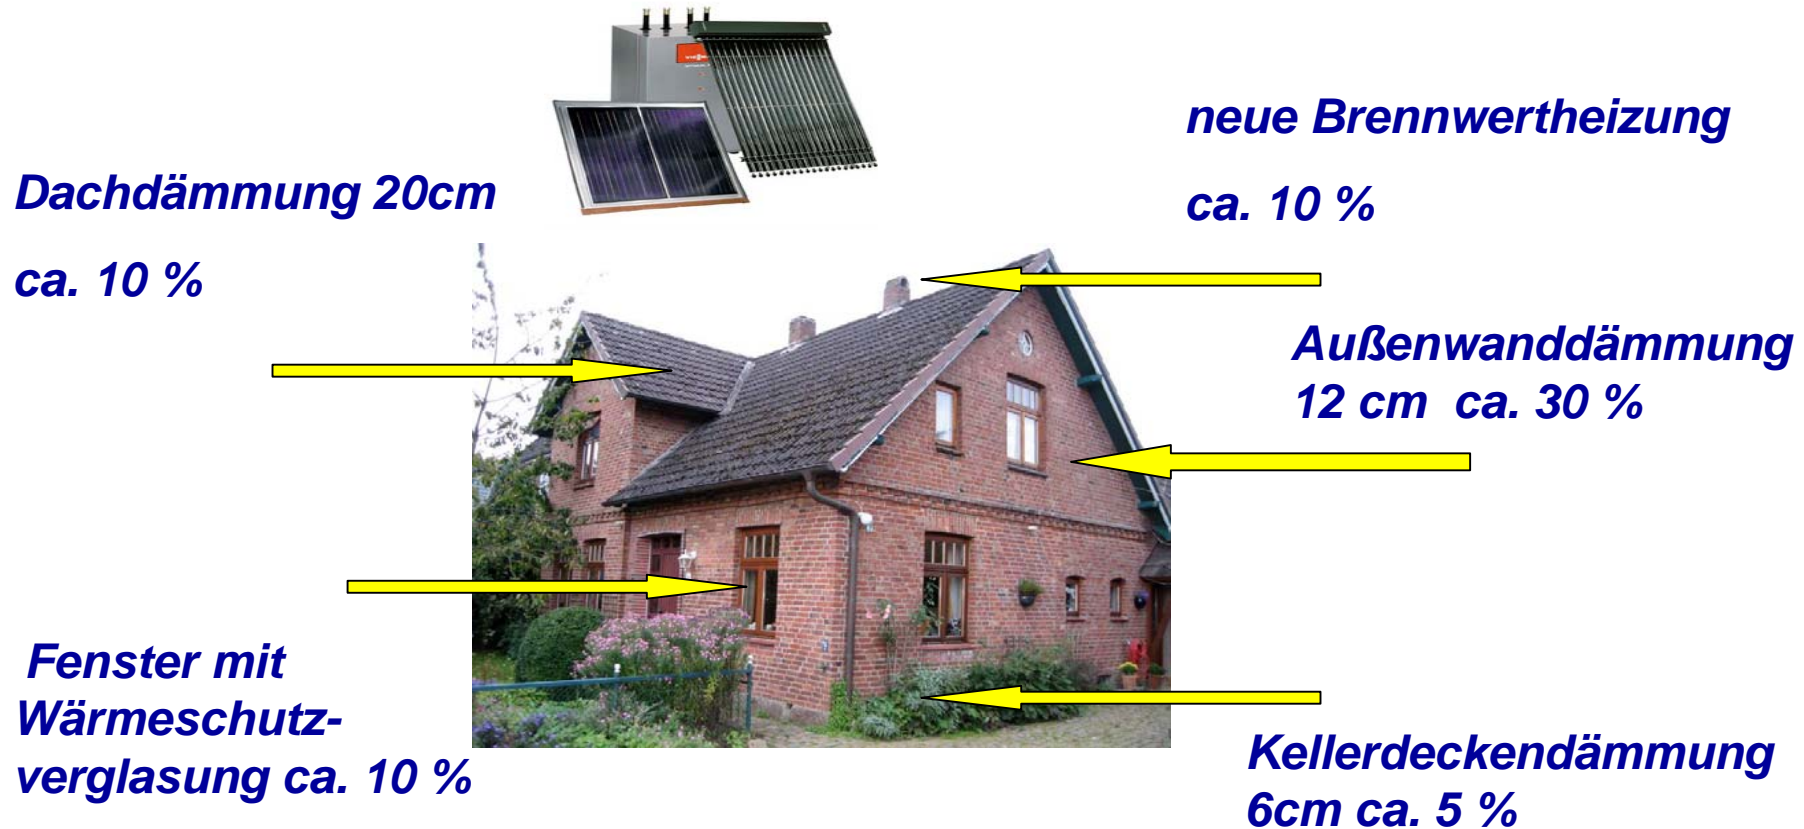 neue Brennwertheizung
ca. 10 %
Dachdämmung 20cm
ca. 10 %
Außenwanddämmung
12 cm ca. 30 %
Fenster mit
Wärmeschutz-
verglasung ca. 10 %
Kellerdeckendämmung
6cm ca. 5 %